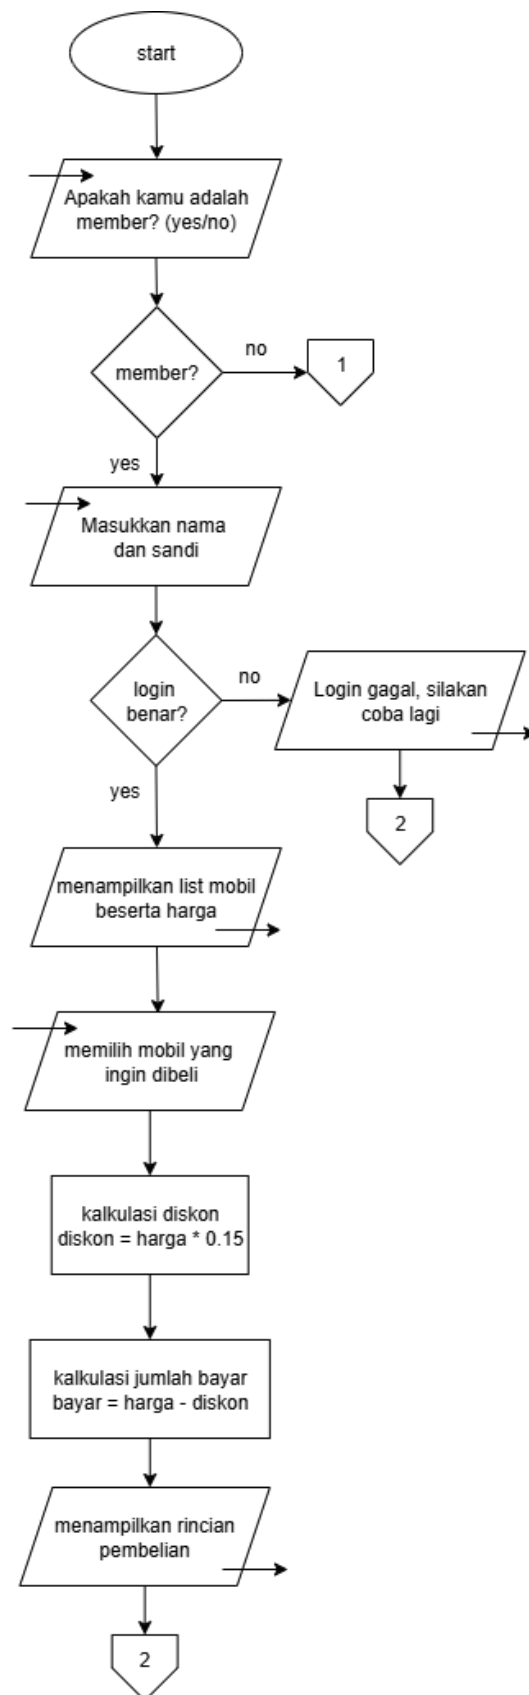 start
Apakah kamu adalah
member? (yes/no)
member?
no
1
yes
Masukkan nama
dan sandi
login
benar?
no
Login gagal, silakan
coba lagi
2
yes
menampilkan list mobil
beserta harga
memilih mobil yang
ingin dibeli
kalkulasi diskon
diskon = harga * 0.15
kalkulasi jumlah bayar
bayar = harga - diskon
menampilkan rincian
pembelian
2